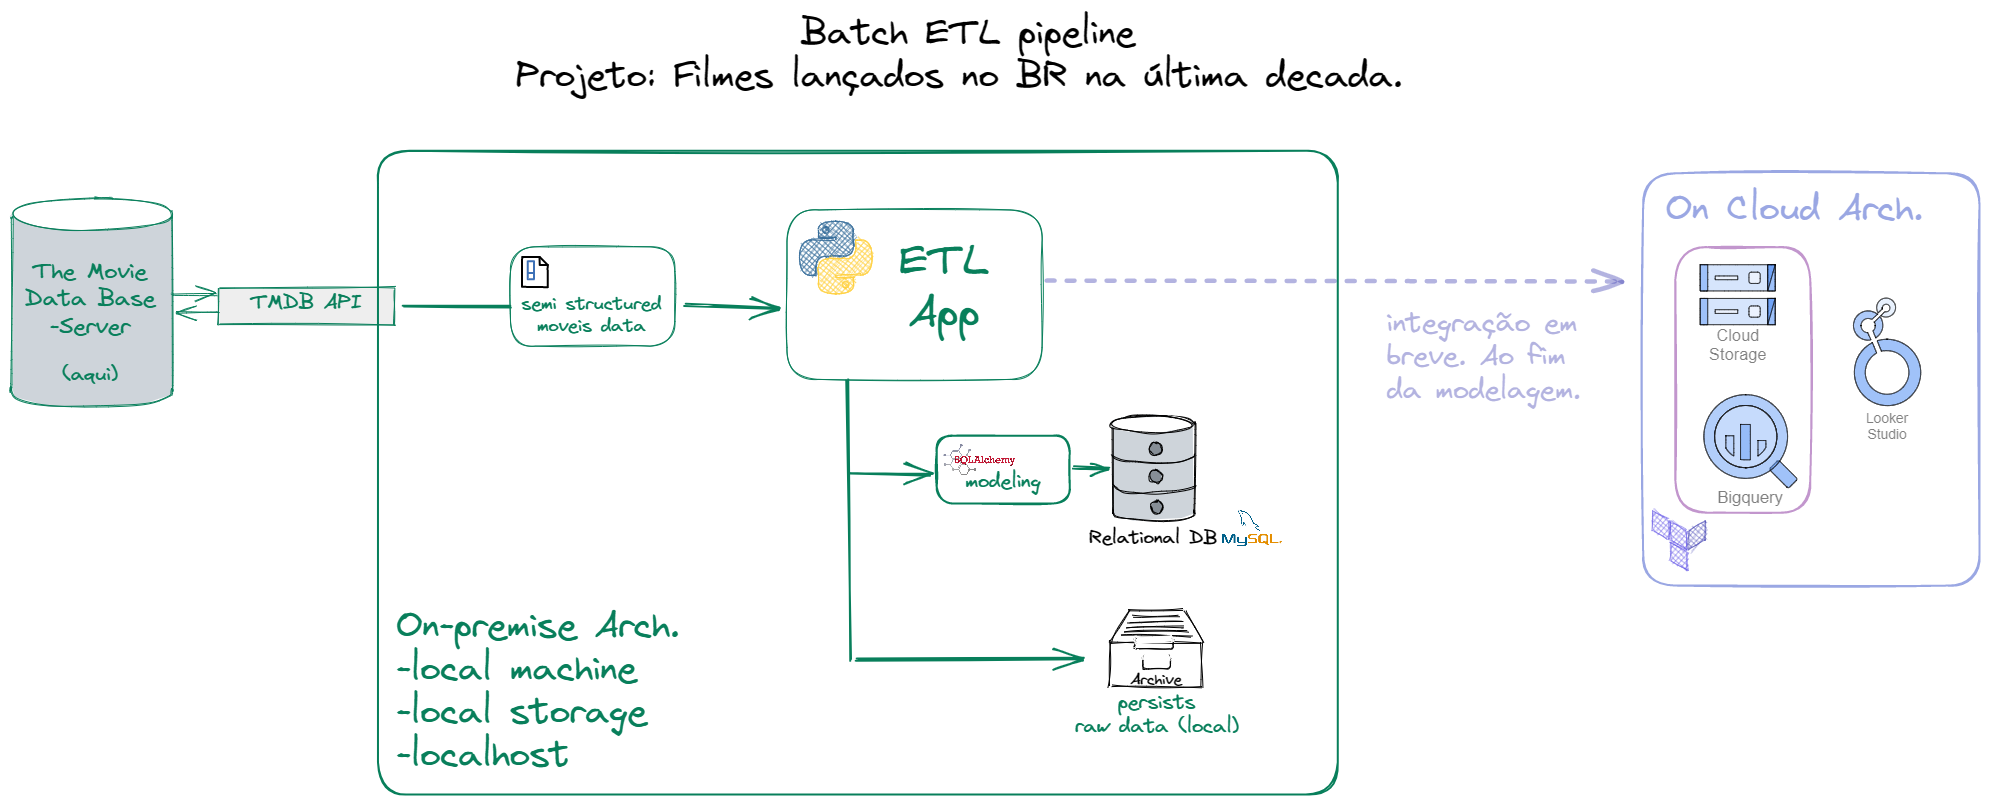 Batch ETL pipeline
Projeto: Filmes lançados no BR na última decada.
The Movie
Data Base
-Server
(aqui)
TMDB API
semi structured
moveis data
ETL
App
SQLAlchemy
modeling
Relational DB
MySQL
Archive
persists
raw data (local)
On-premise Arch.
-local machine
-local storage
-localhost
integração em
breve. Ao fim
da modelagem.
On Cloud Arch.
Cloud
Storage
Bigquery
Looker
Studio